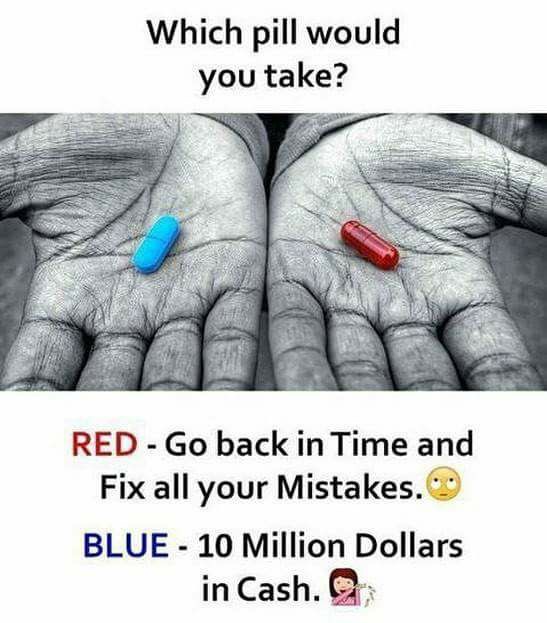 Which pill would
you take?
RED - Go back in Time and
Fix all your Mistakes.🙄
BLUE - 10 Million Dollars
in Cash. 💇